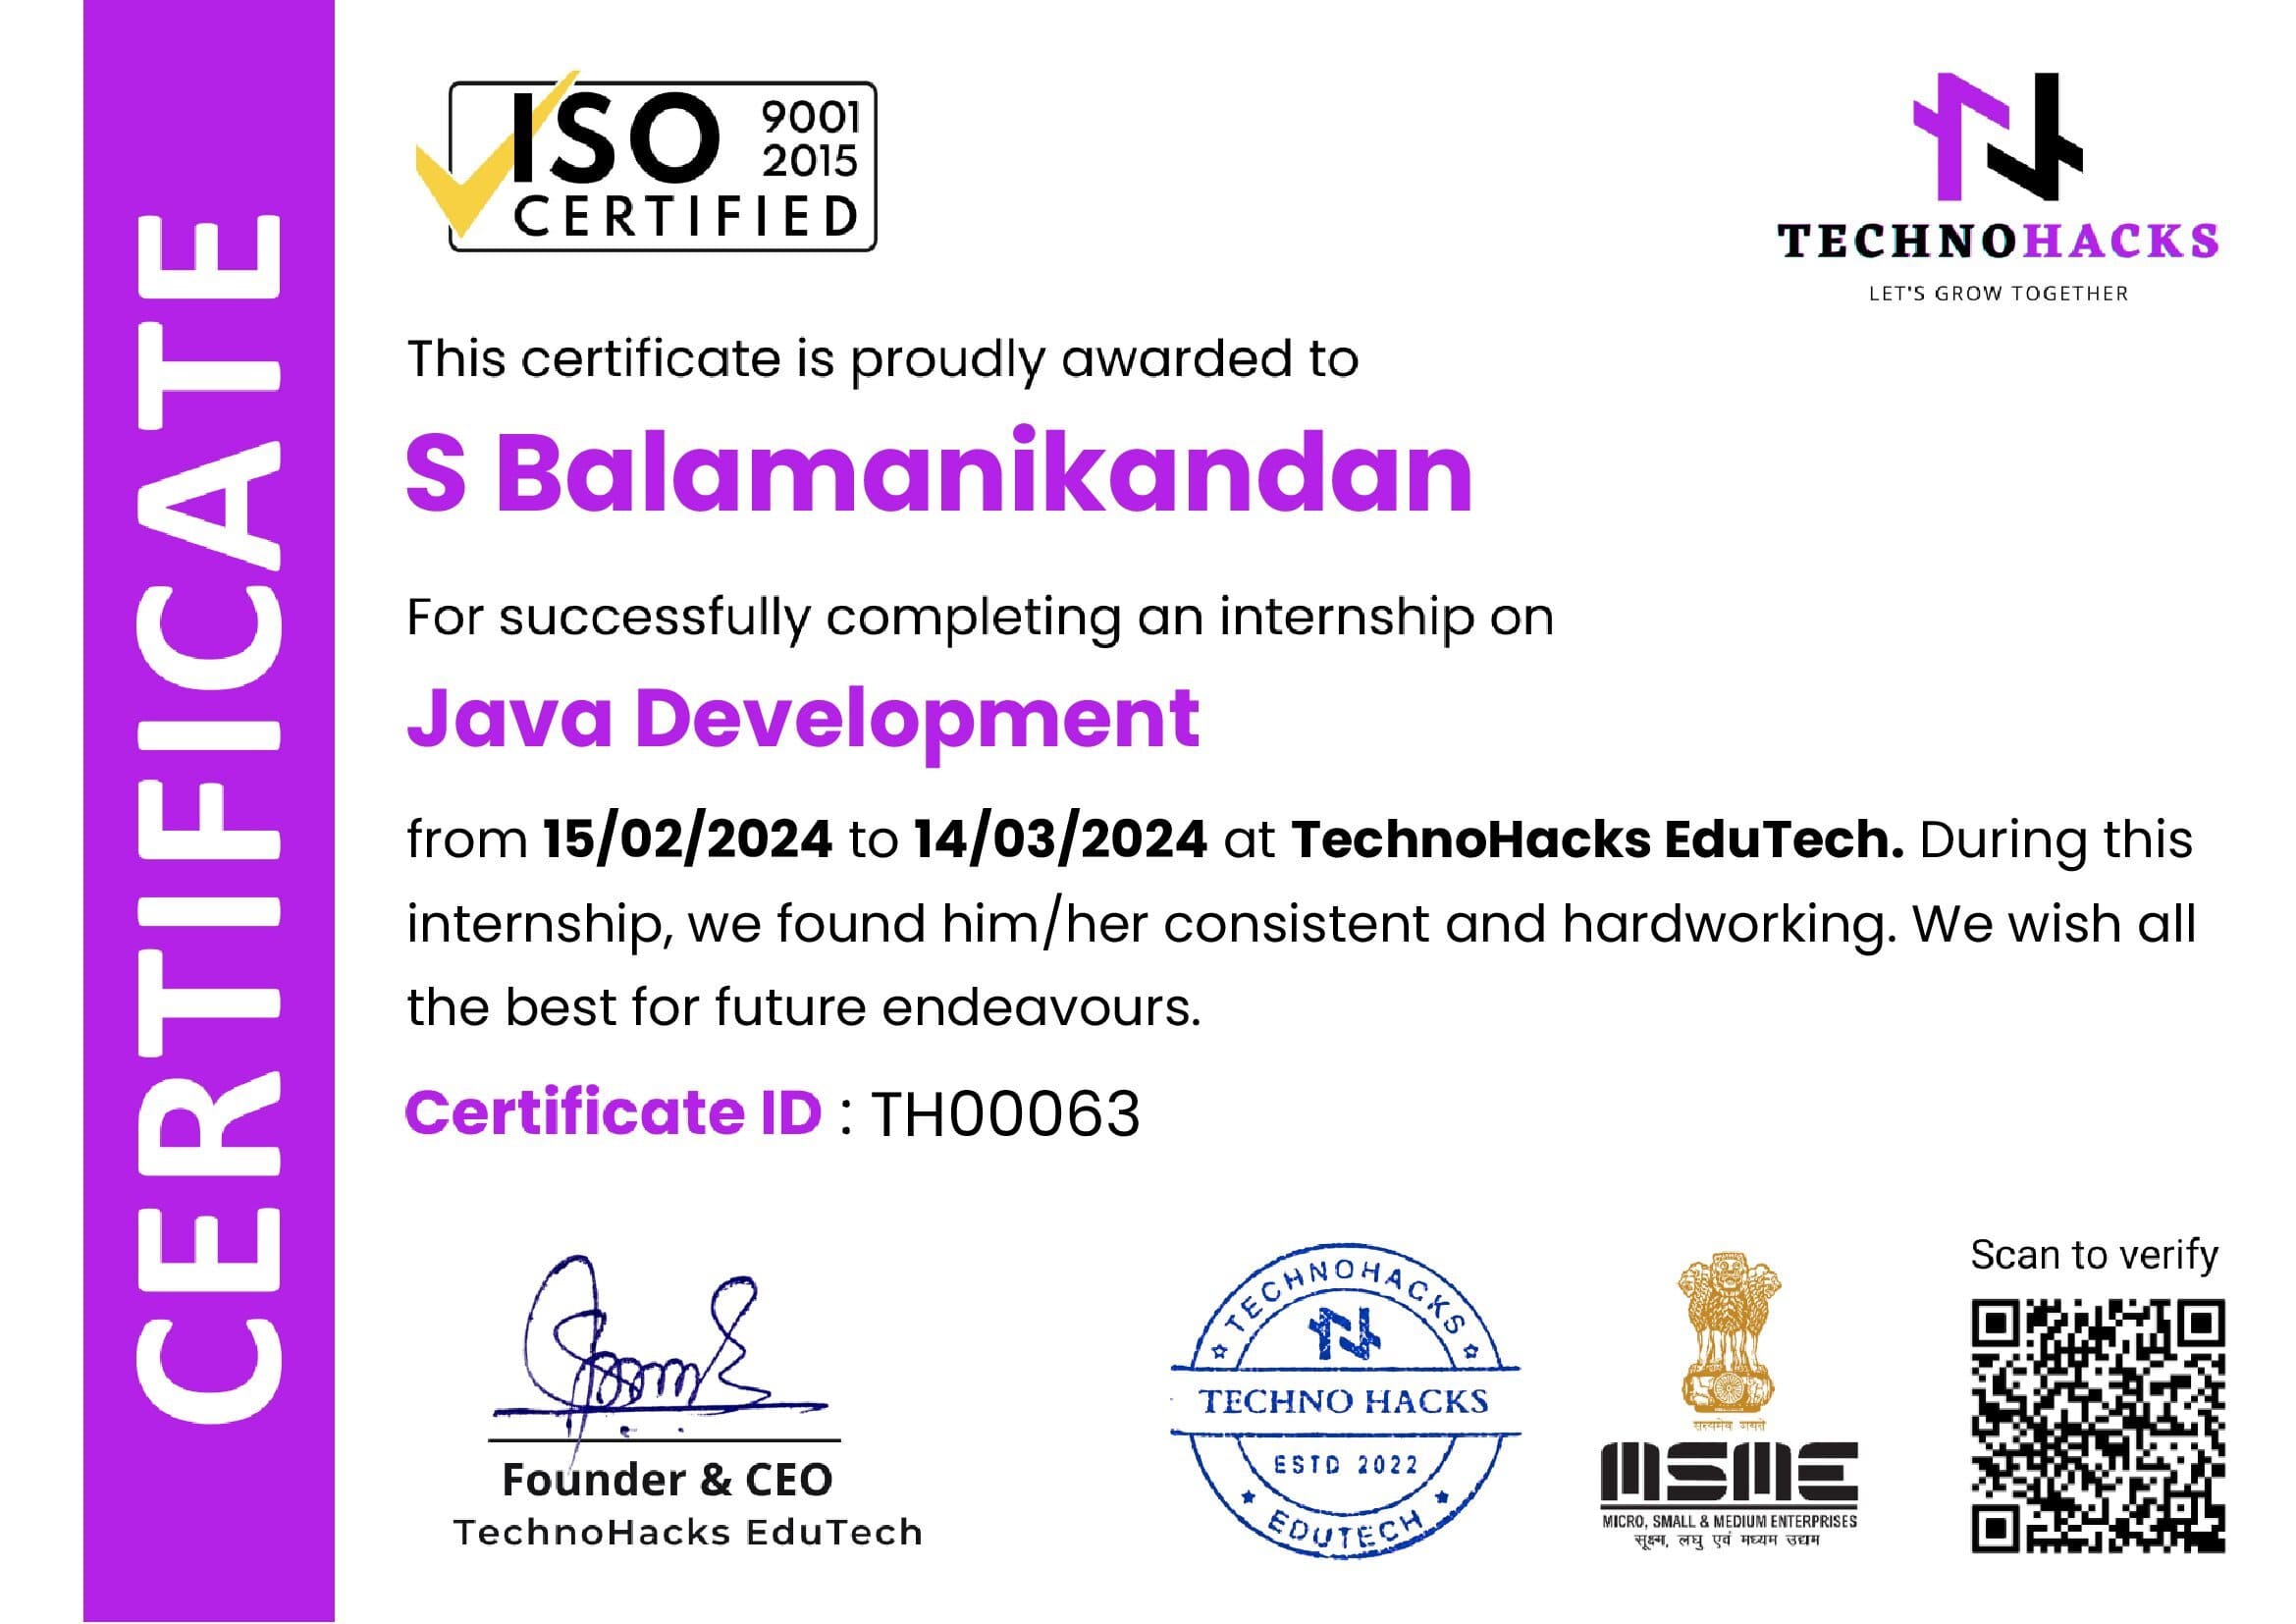 CERTIFICATE
ISO 9001 2015
CERTIFIED
TECHNOHACKS
LET'S GROW TOGETHER
This certificate is proudly awarded to
S Balamanikandan
For successfully completing an internship on
Java Development
from 15/02/2024 to 14/03/2024 at TechnoHacks EduTech. During this
internship, we found him/her consistent and hardworking. We wish all
the best for future endeavours.
Certificate ID : TH00063
Founder & CEO
TechnoHacks EduTech
TECHNOHACKS
TECHNO HACKS
ESTD 2022
EDUTECH
सत्यमेव जयते
MSME
MICRO, SMALL & MEDIUM ENTERPRISES
सूक्ष्म, लघु एवं मध्यम उद्यम
Scan to verify